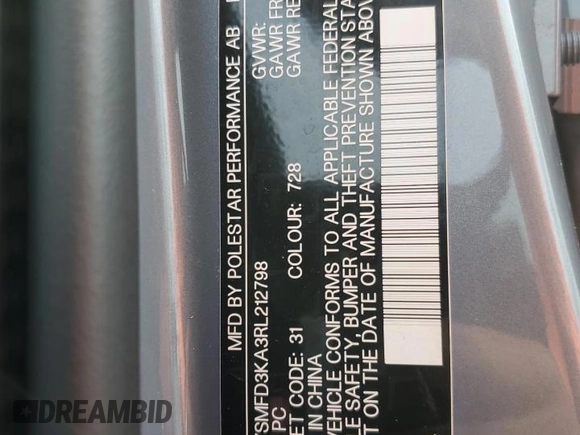 MFD BY POLESTAR PERFORMANCE AB
GVWR:
GAWR FR
GAWR RE
SMFD3KA3RL212798
PC
ET CODE: 31 COLOUR: 728
IN CHINA
VEHICLE CONFORMS TO ALL APPLICABLE FEDERAL
LE SAFETY, BUMPER AND THEFT PREVENTION STA
T ON THE DATE OF MANUFACTURE SHOWN ABOV
DREAMBID